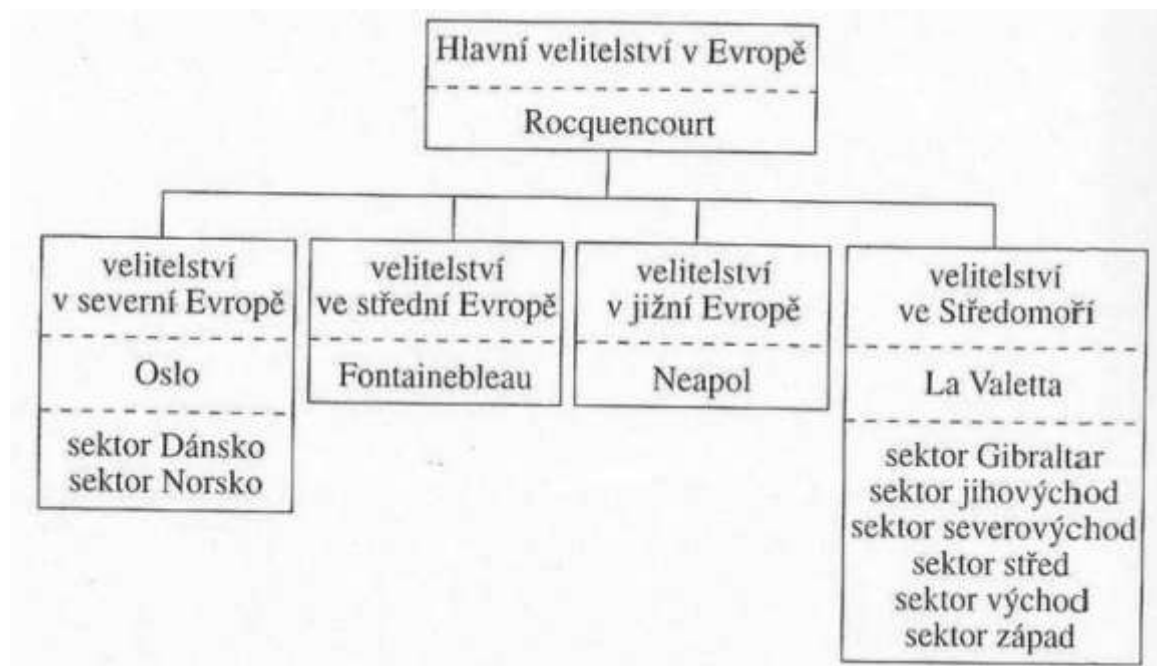 Hlavní velitelství v Evropě
Rocquencourt
velitelství
v severní Evropě
Oslo
sektor Dánsko
sektor Norsko
velitelství
ve střední Evropě
Fontainebleau
velitelství
v jižní Evropě
Neapol
velitelství
ve Středomoří
La Valetta
sektor Gibraltar
sektor jihovýchod
sektor severovýchod
sektor střed
sektor východ
sektor západ